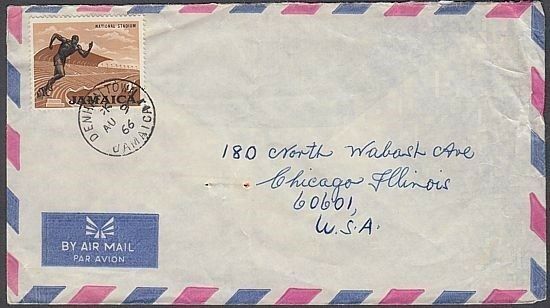 NATIONAL STADIUM
JAMAICA
DENHAM TOWN
AU
66
JAMAICA
180 North Wabash Ave
Chicago Illinois
60601,
U.S.A.
BY AIR MAIL
PAR AVION